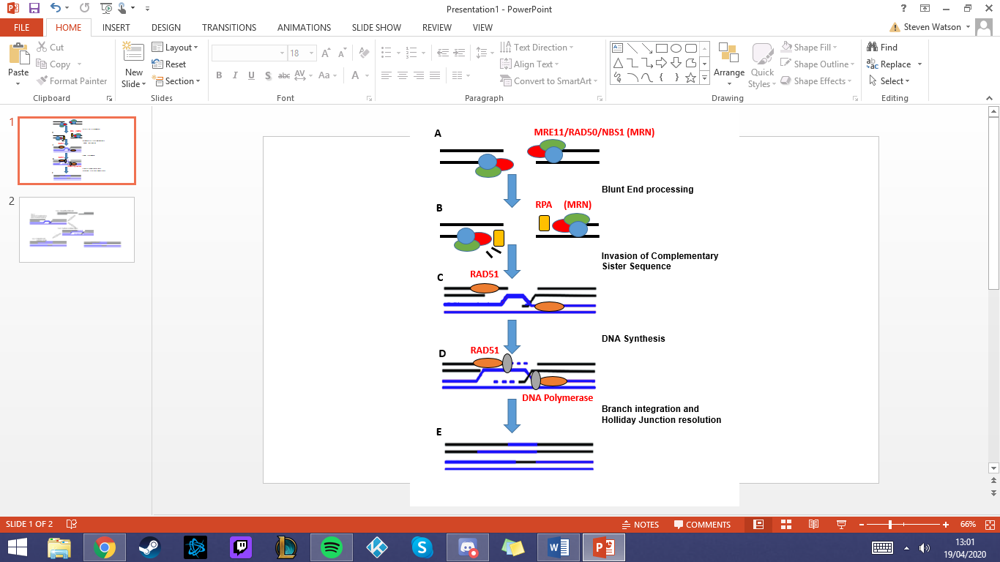 Presentation1 - PowerPoint
?
FILE HOME INSERT DESIGN TRANSITIONS ANIMATIONS SLIDE SHOW REVIEW VIEW
Steven Watson
Paste
Cut
Copy
Format Painter
Clipboard
New
Slide
Layout
Reset
Section
Slides
18
B I U S abc AV Aa A
Font
Text Direction
Align Text
Convert to SmartArt
Paragraph
Arrange
Quick
Styles
Shape Fill
Shape Outline
Shape Effects
Drawing
Find
Replace
Select
Editing
1
2
A
MRE11/RAD50/NBS1 (MRN)
Blunt End processing
B
RPA (MRN)
Invasion of Complementary
Sister Sequence
C
RAD51
DNA Synthesis
D
RAD51
DNA Polymerase
Branch integration and
Holliday Junction resolution
E
SLIDE 1 OF 2
NOTES
COMMENTS
66%
13:01
19/04/2020